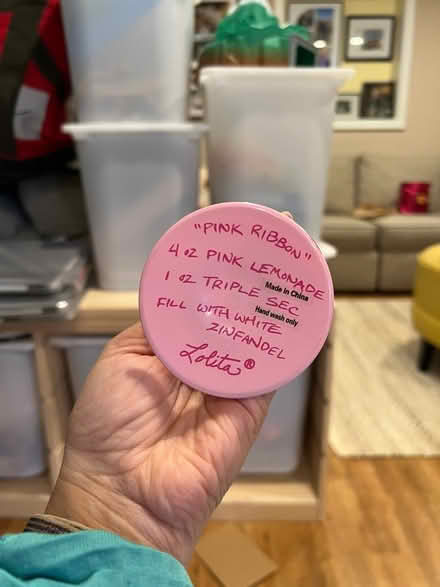 "PINK RIBBON"
4 oz PINK LEMONADE
Made in China
1 oz TRIPLE SEC
Hand wash only
FILL WITH WHITE
ZINFANDEL
Lolita®